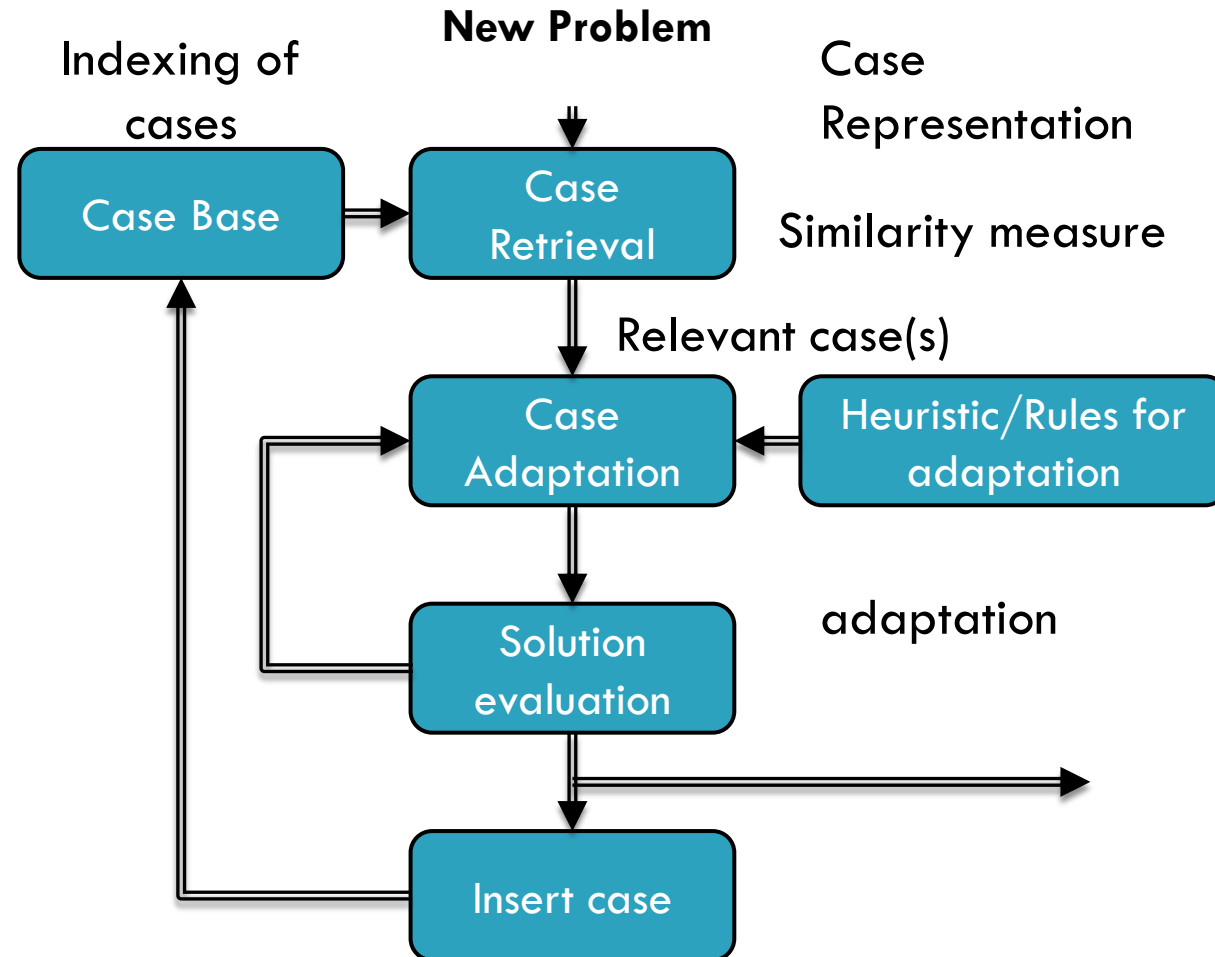 New Problem
Indexing of
cases
Case
Representation
Case Base
Case
Retrieval
Similarity measure
Relevant case(s)
Case
Adaptation
Heuristic/Rules for
adaptation
Solution
evaluation
adaptation
Insert case